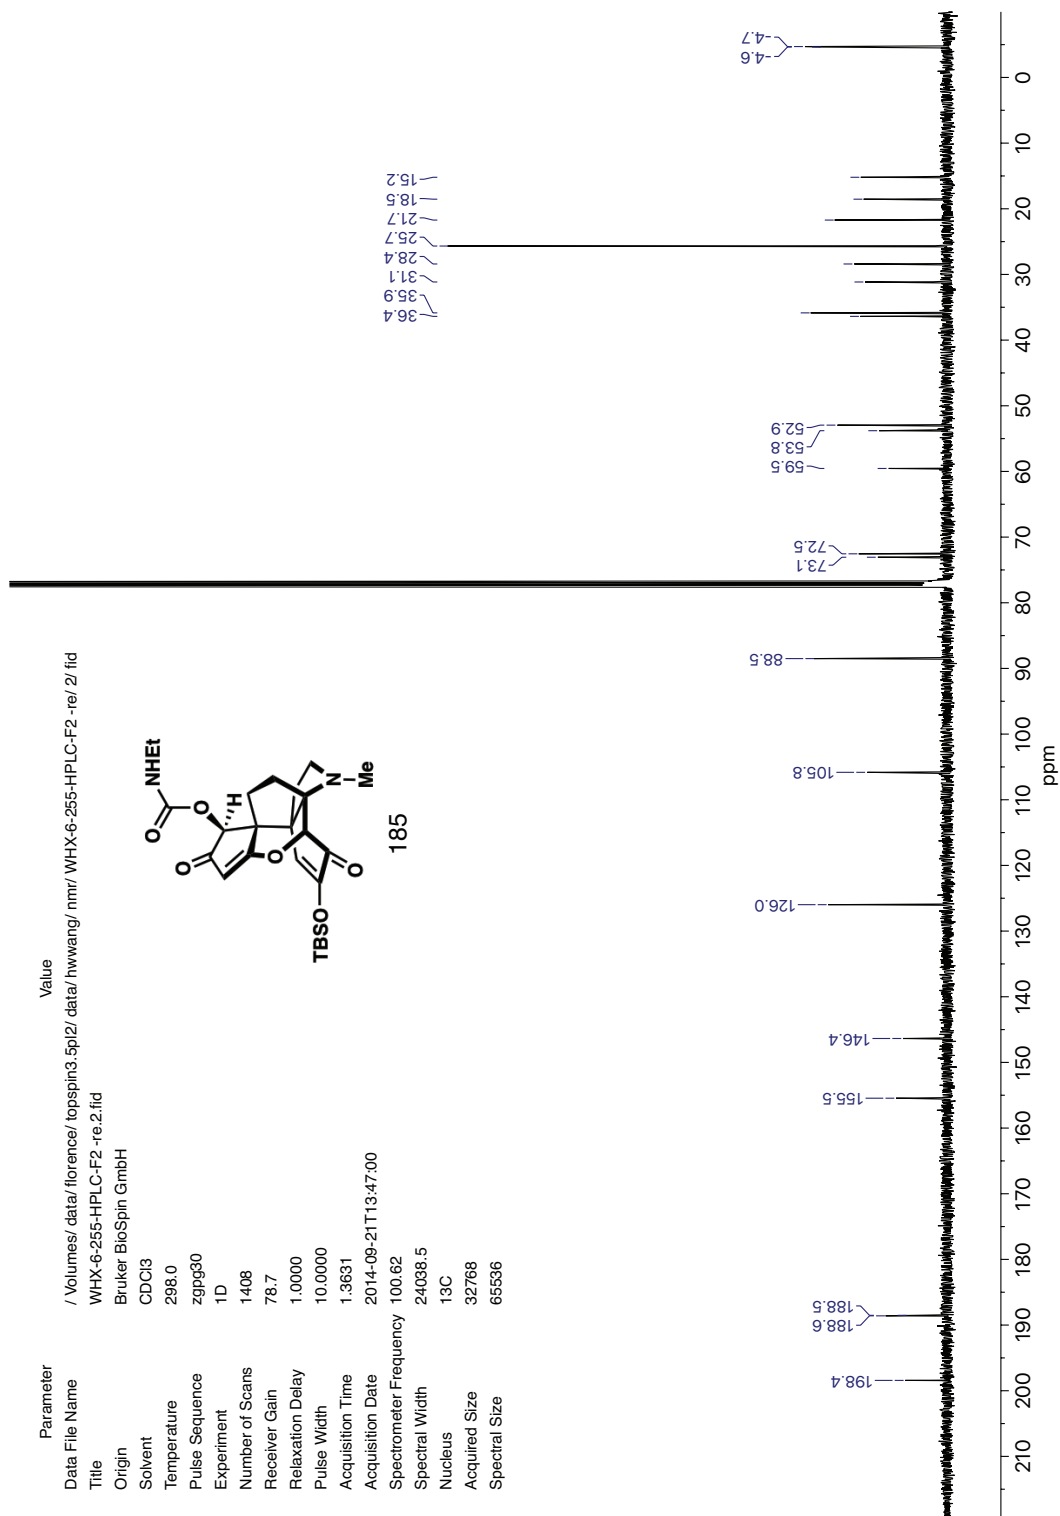 Parameter Value
Data File Name / Volumes/ data/ florence/ topspin3.5pl2/ data/ hwwang/ nmr/ WHX-6-255-HPLC-F2 -re/ 2/ fid
Title WHX-6-255-HPLC-F2 -re.2.fid
Origin Bruker BioSpin GmbH
Solvent CDCl3
Temperature 298.0
Pulse Sequence zgpg30
Experiment 1D
Number of Scans 1408
Receiver Gain 78.7
Relaxation Delay 1.0000
Pulse Width 10.0000
Acquisition Time 1.3631
Acquisition Date 2014-09-21T13:47:00
Spectrometer Frequency 100.62
Spectral Width 24038.5
Nucleus 13C
Acquired Size 32768
Spectral Size 65536
O
NHEt
O
H
O
O
N
Me
TBSO
O
185
198.4
188.6
188.5
155.5
146.4
126.0
105.8
88.5
73.1
72.5
59.5
53.8
52.9
36.4
35.9
31.1
28.4
25.7
21.7
18.5
15.2
-4.6
-4.7
210 200 190 180 170 160 150 140 130 120 110 100 90 80 70 60 50 40 30 20 10 0
ppm